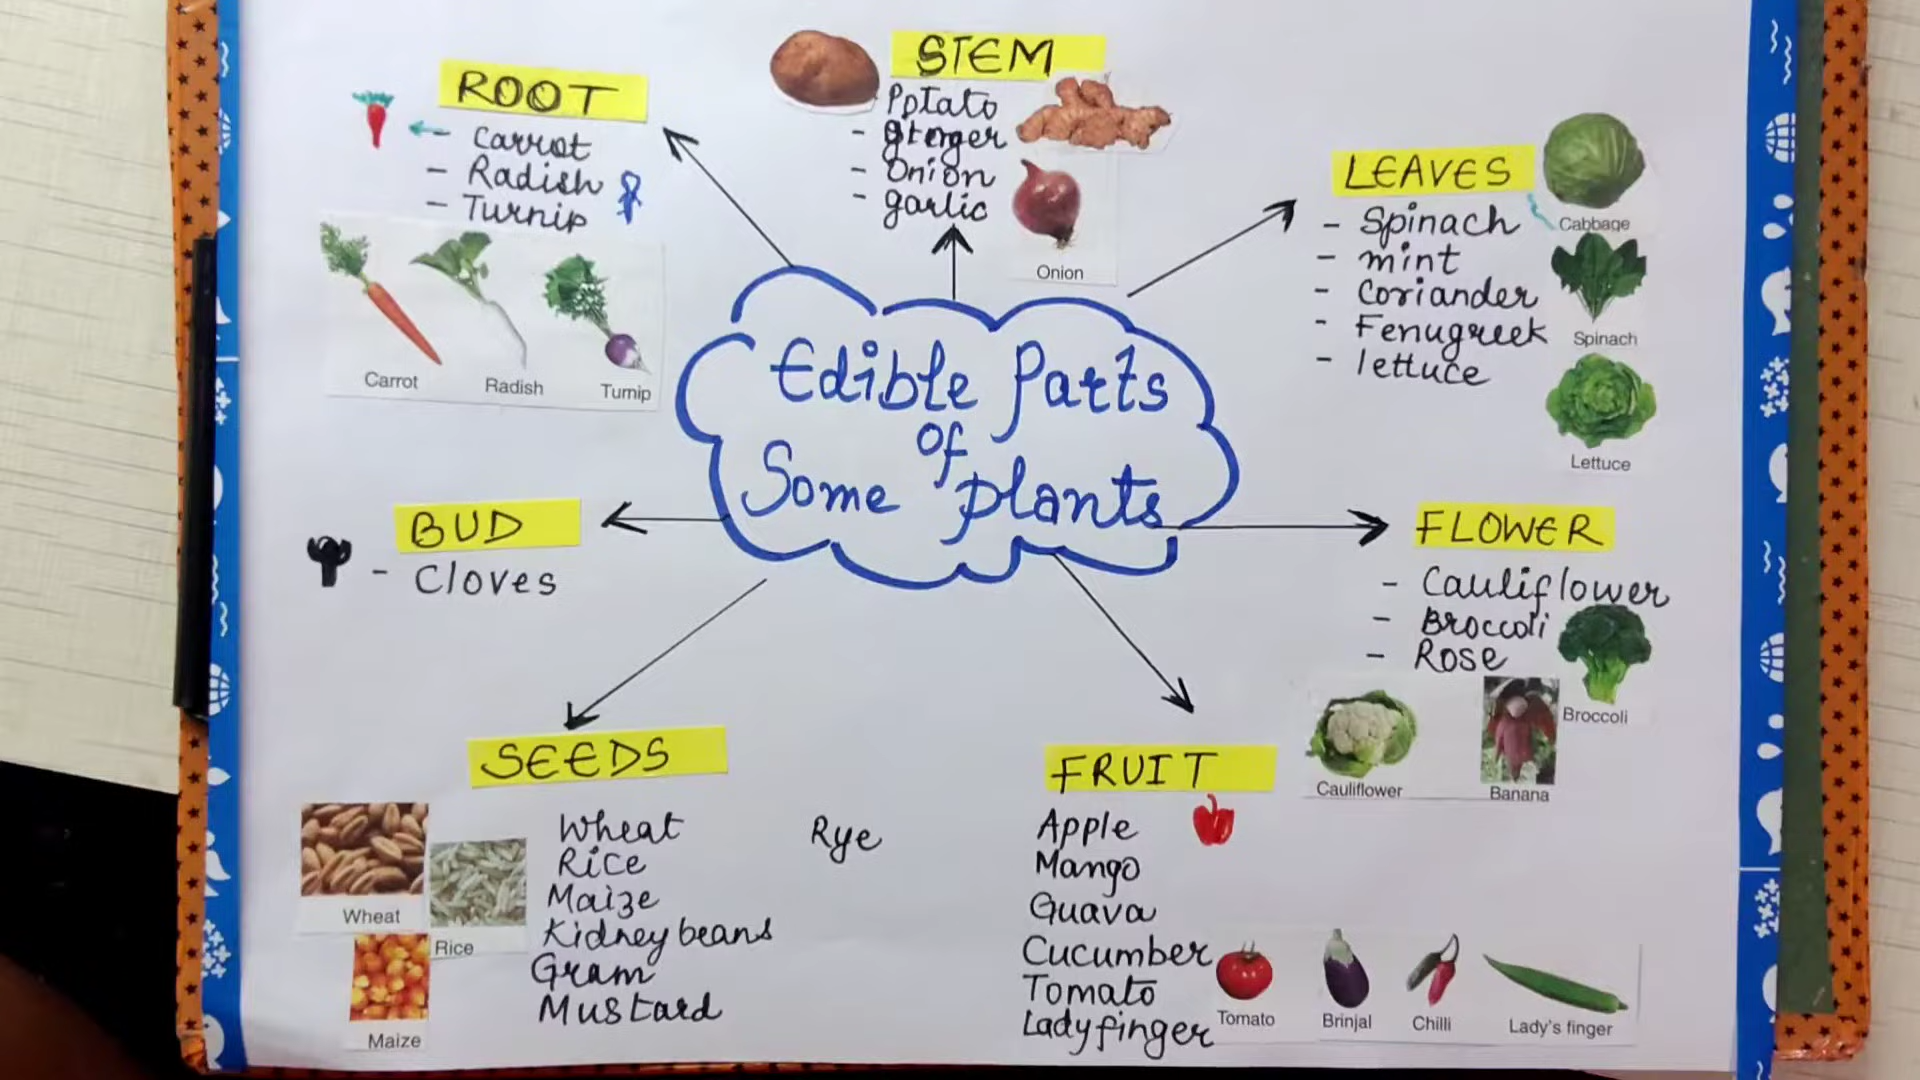 STEM
Potato
- ginger
- Onion
- garlic
Onion
ROOT
- Carrot
- Radish
- Turnip
Carrot
Radish
Turnip
LEAVES
- Spinach
- mint
- Coriander
- Fenugreek
- lettuce
Cabbage
Spinach
Lettuce
Edible Parts
of
Some plants
BUD
- Cloves
FLOWER
- Cauliflower
- Broccoli
- Rose
Broccoli
Cauliflower
Banana
SEEDS
Wheat
Rice
Maize
Kidney beans
Gram
Mustard
Rye
Wheat
Rice
Maize
FRUIT
Apple
Mango
Guava
Cucumber
Tomato
Ladyfinger
Tomato
Brinjal
Chilli
Lady's finger